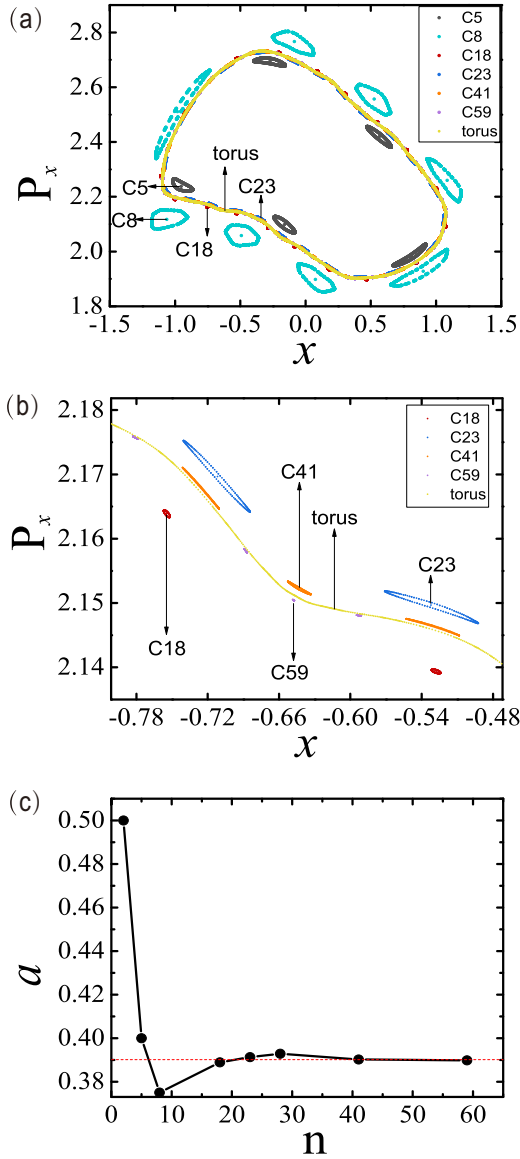 (a)
C5
C8
C18
C23
C41
C59
torus
2.8
2.6
2.4
2.2
2.0
1.8
Pₓ
torus
C5
C23
C8
C18
-1.5 -1.0 -0.5 0.0 0.5 1.0 1.5
x
(b)
2.18
2.17
2.16
2.15
2.14
Pₓ
C18
C23
C41
C59
torus
C41
torus
C23
C18
C59
-0.78 -0.72 -0.66 -0.60 -0.54 -0.48
x
(c)
0.50
0.48
0.46
0.44
0.42
0.40
0.38
a
0 10 20 30 40 50 60
n